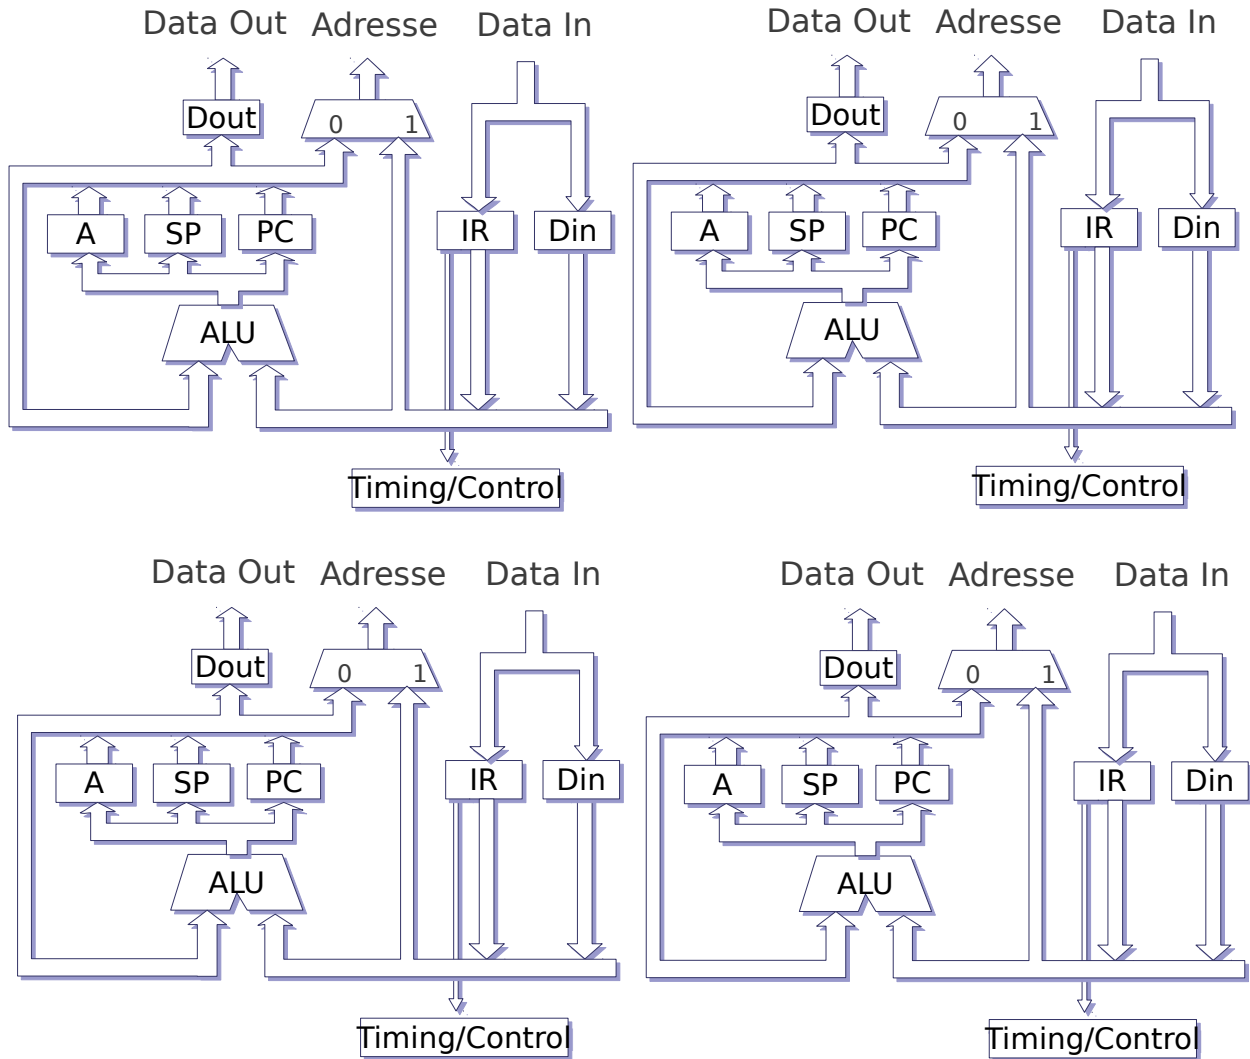 Data Out Adresse Data In
Dout 0 1
A SP PC IR Din
ALU
Timing/Control
Data Out Adresse Data In
Dout 0 1
A SP PC IR Din
ALU
Timing/Control
Data Out Adresse Data In
Dout 0 1
A SP PC IR Din
ALU
Timing/Control
Data Out Adresse Data In
Dout 0 1
A SP PC IR Din
ALU
Timing/Control